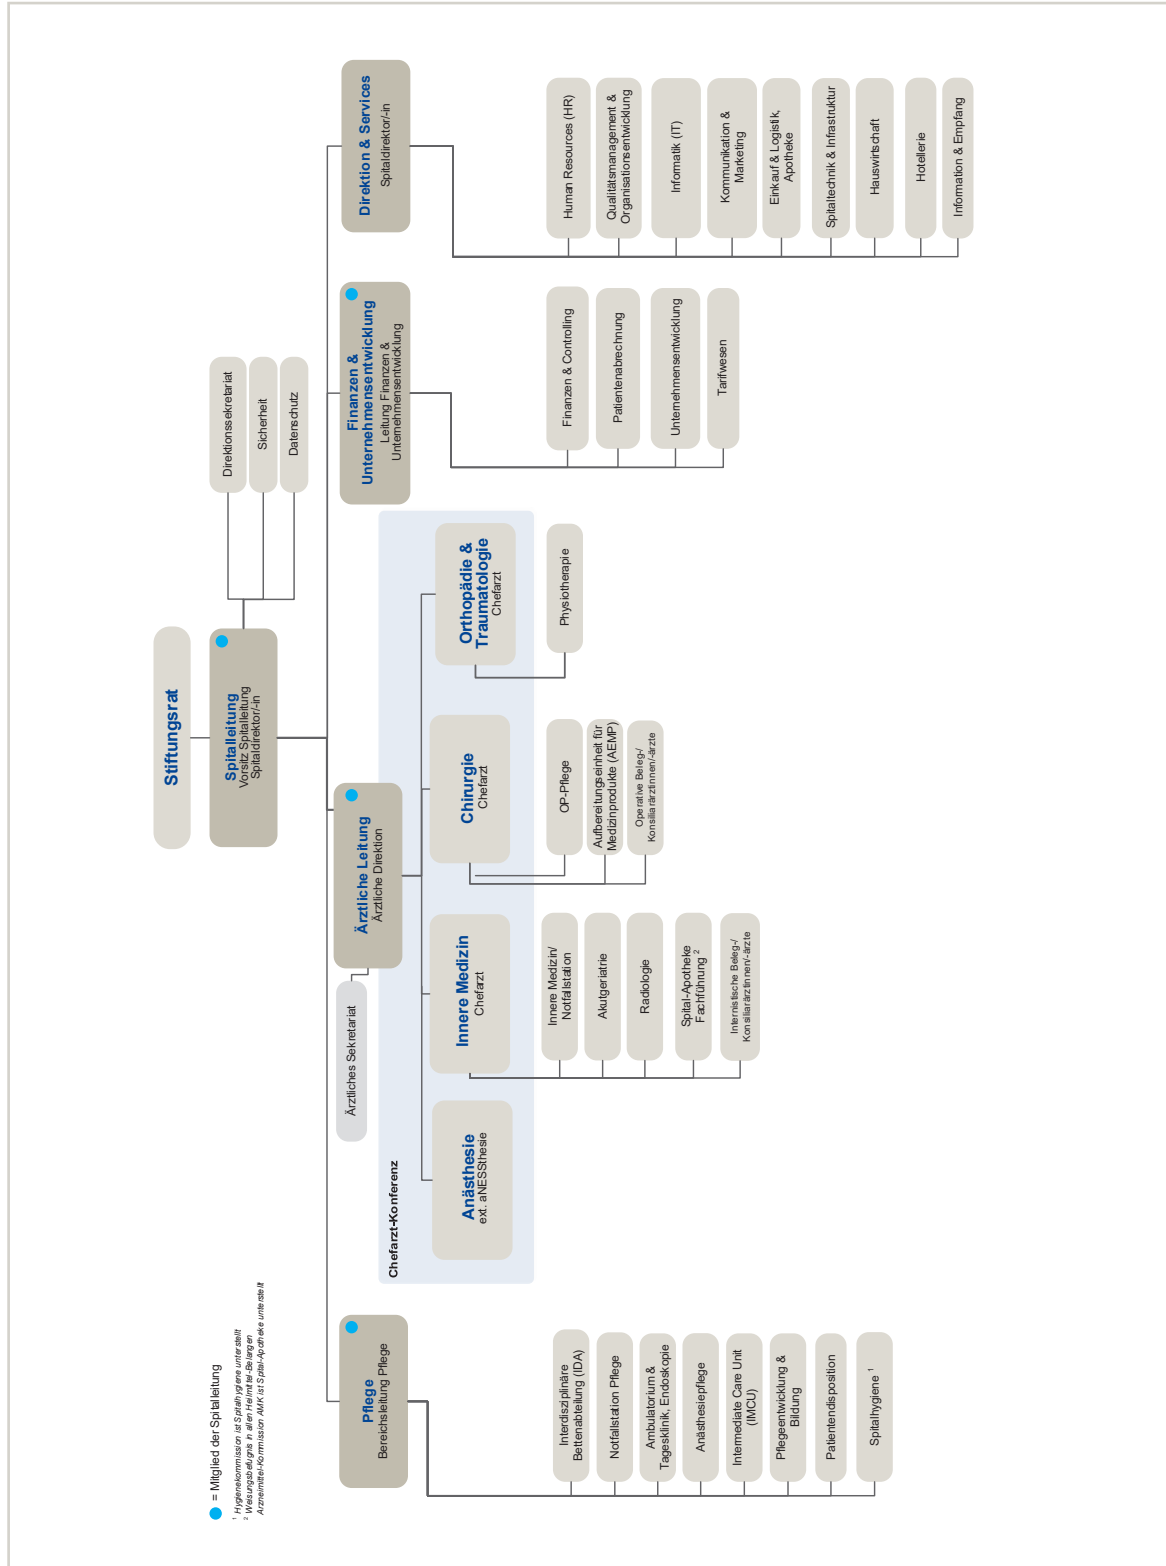 Stiftungsrat
Spitalleitung
Vorsitz Spitalleitung
Spitaldirektor/-in
Direktionssekretariat
Sicherheit
Datenschutz
Ärztliches Sekretariat
Pflege
Bereichsleitung Pflege
Ärztliche Leitung
Ärztliche Direktion
Finanzen &
Unternehmensentwicklung
Leitung Finanzen &
Unternehmensentwicklung
Direktion & Services
Spitaldirektor/-in
Chefarzt-Konferenz
Anästhesie
ext. aNESSthesie
Innere Medizin
Chefarzt
Chirurgie
Chefarzt
Orthopädie &
Traumatologie
Chefarzt
Interdisziplinäre
Bettenabteilung (IDA)
Notfallstation Pflege
Ambulatorium &
Tagesklinik, Endoskopie
Anästhesiepflege
Intermediate Care Unit
(IMCU)
Pflegeentwicklung &
Bildung
Patientendisposition
Spitalhygiene ¹
Innere Medizin/
Notfallstation
Akutgeriatrie
Radiologie
Spital-Apotheke
Fachführung ²
Internistische Beleg-/
Konsiliarärztinnen/-ärzte
OP-Pflege
Aufbereitungseinheit für
Medizinprodukte (AEMP)
Operative Beleg-/
Konsiliarärztinnen/-ärzte
Physiotherapie
Finanzen & Controlling
Patientenabrechnung
Unternehmensentwicklung
Tarifwesen
Human Resources (HR)
Qualitätsmanagement &
Organisationsentwicklung
Informatik (IT)
Kommunikation &
Marketing
Einkauf & Logistik,
Apotheke
Spitaltechnik & Infrastruktur
Hauswirtschaft
Hotellerie
Information & Empfang
= Mitglied der Spitalleitung
¹ Hygienekommission ist Spitalhygiene unterstellt
² Weisungsbefugnis in allen Heilmittel-Belangen
Arzneimittel-Kommission AMK ist Spital-Apotheke unterstellt